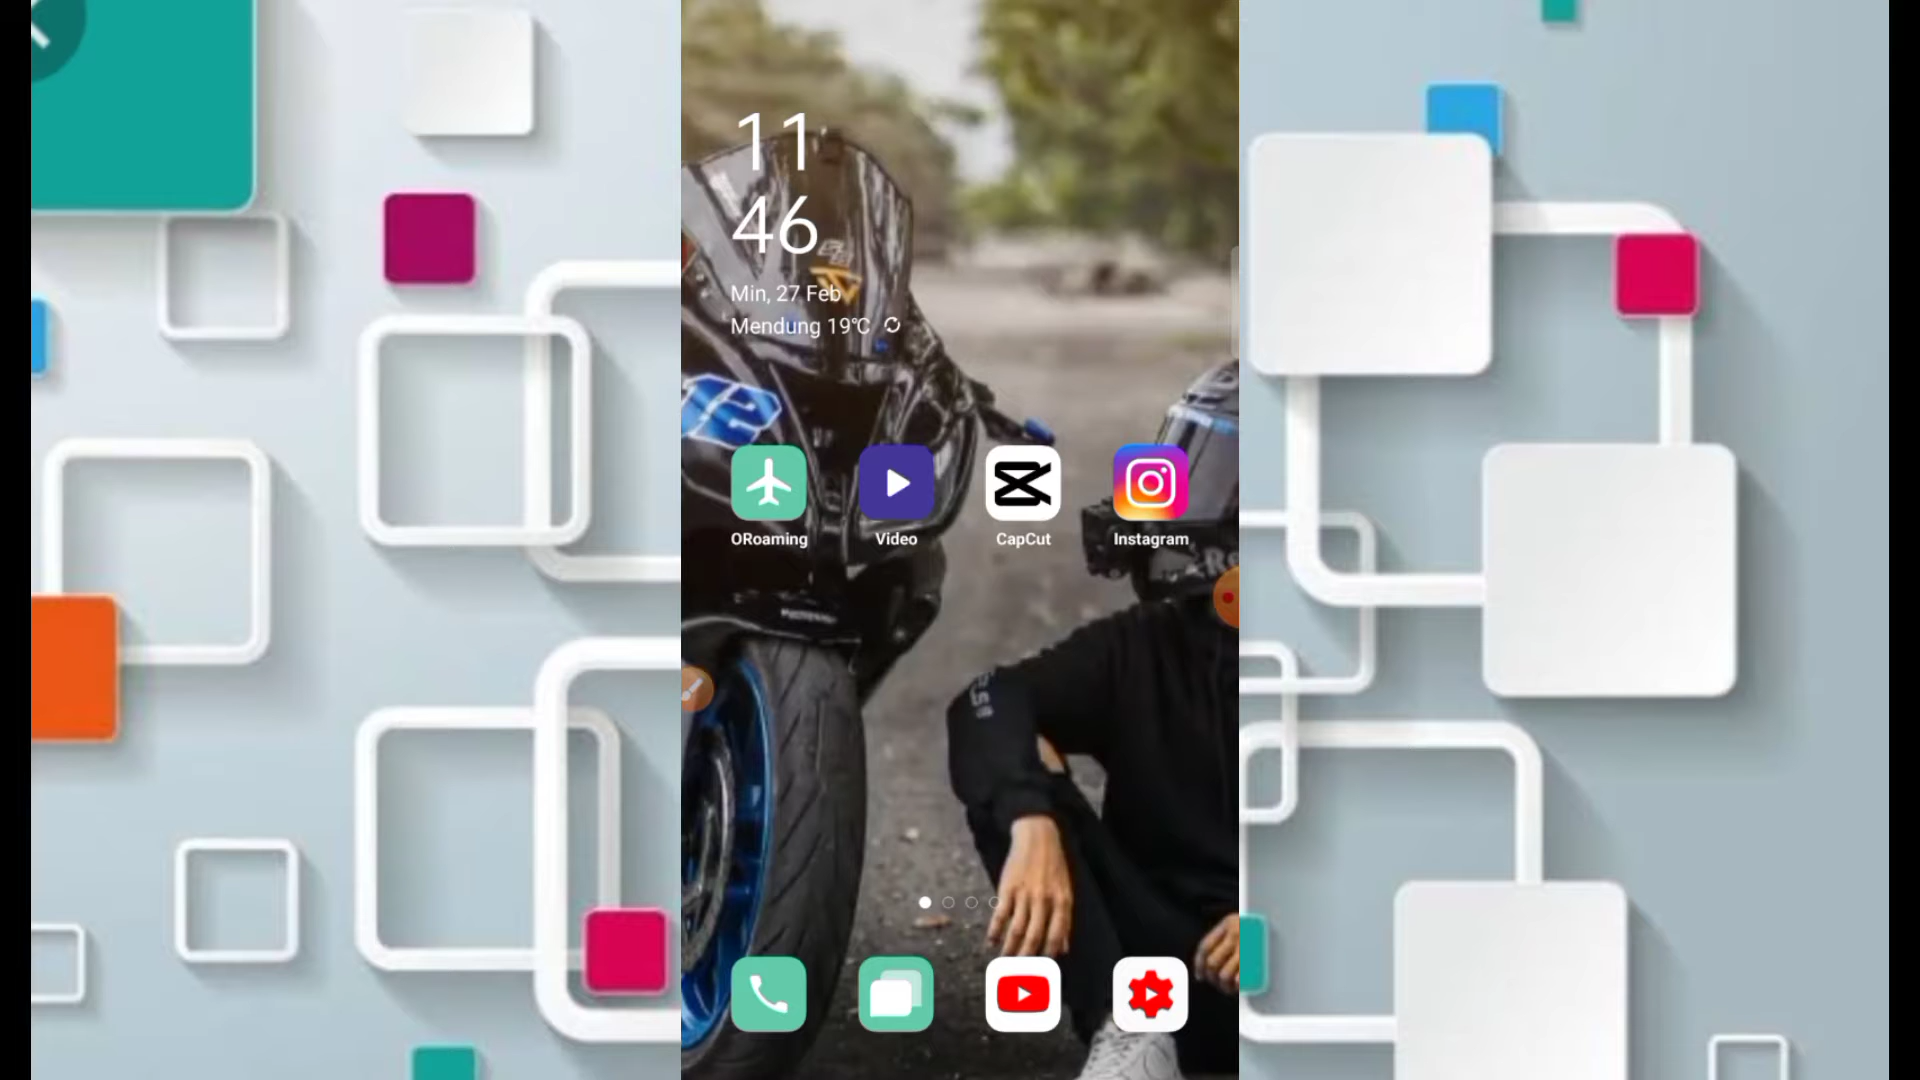 11
46
Min, 27 Feb
Mendung 19°C
ORoaming
Video
CapCut
Instagram